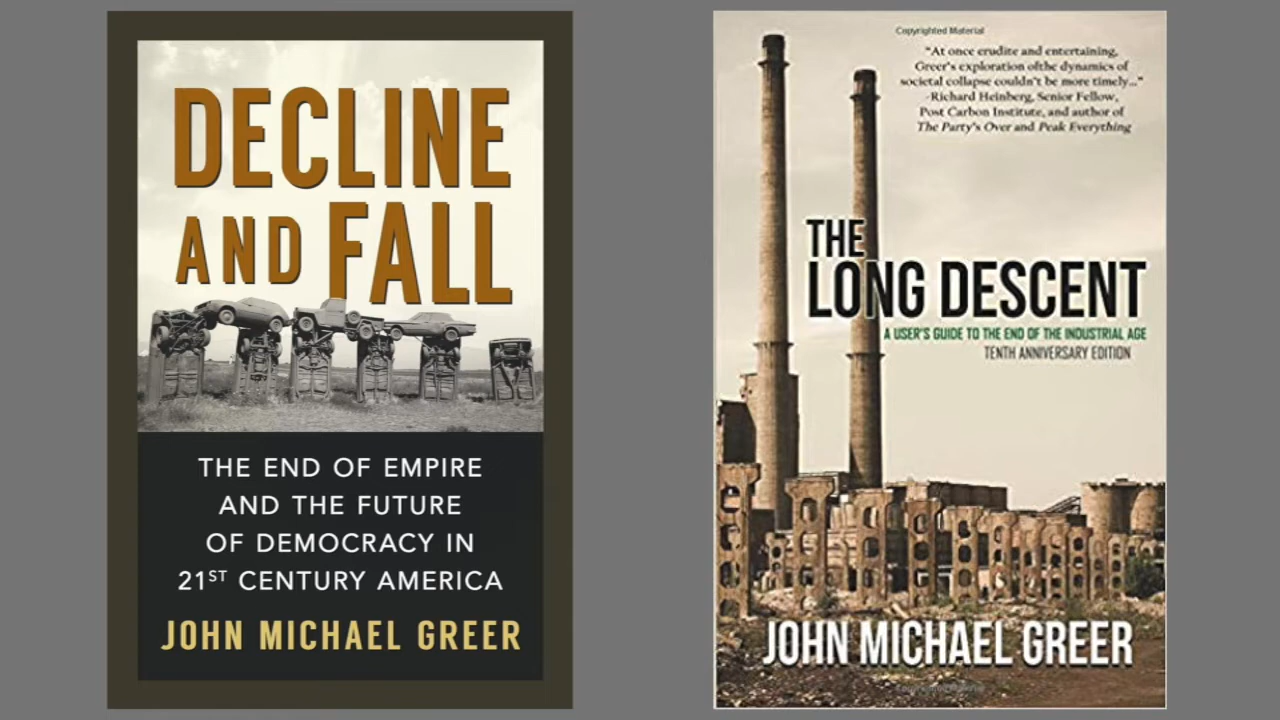 DECLINE
AND FALL
THE END OF EMPIRE
AND THE FUTURE
OF DEMOCRACY IN
21ST CENTURY AMERICA
JOHN MICHAEL GREER
Copyrighted Material
"At once erudite and entertaining,
Greer's exploration ofthe dynamics of
societal collapse couldn't be more timely..."
-Richard Heinberg, Senior Fellow,
Post Carbon Institute, and author of
The Party's Over and Peak Everything
THE
LONG DESCENT
A USER'S GUIDE TO THE END OF THE INDUSTRIAL AGE
TENTH ANNIVERSARY EDITION
JOHN MICHAEL GREER
Copyrighted Material